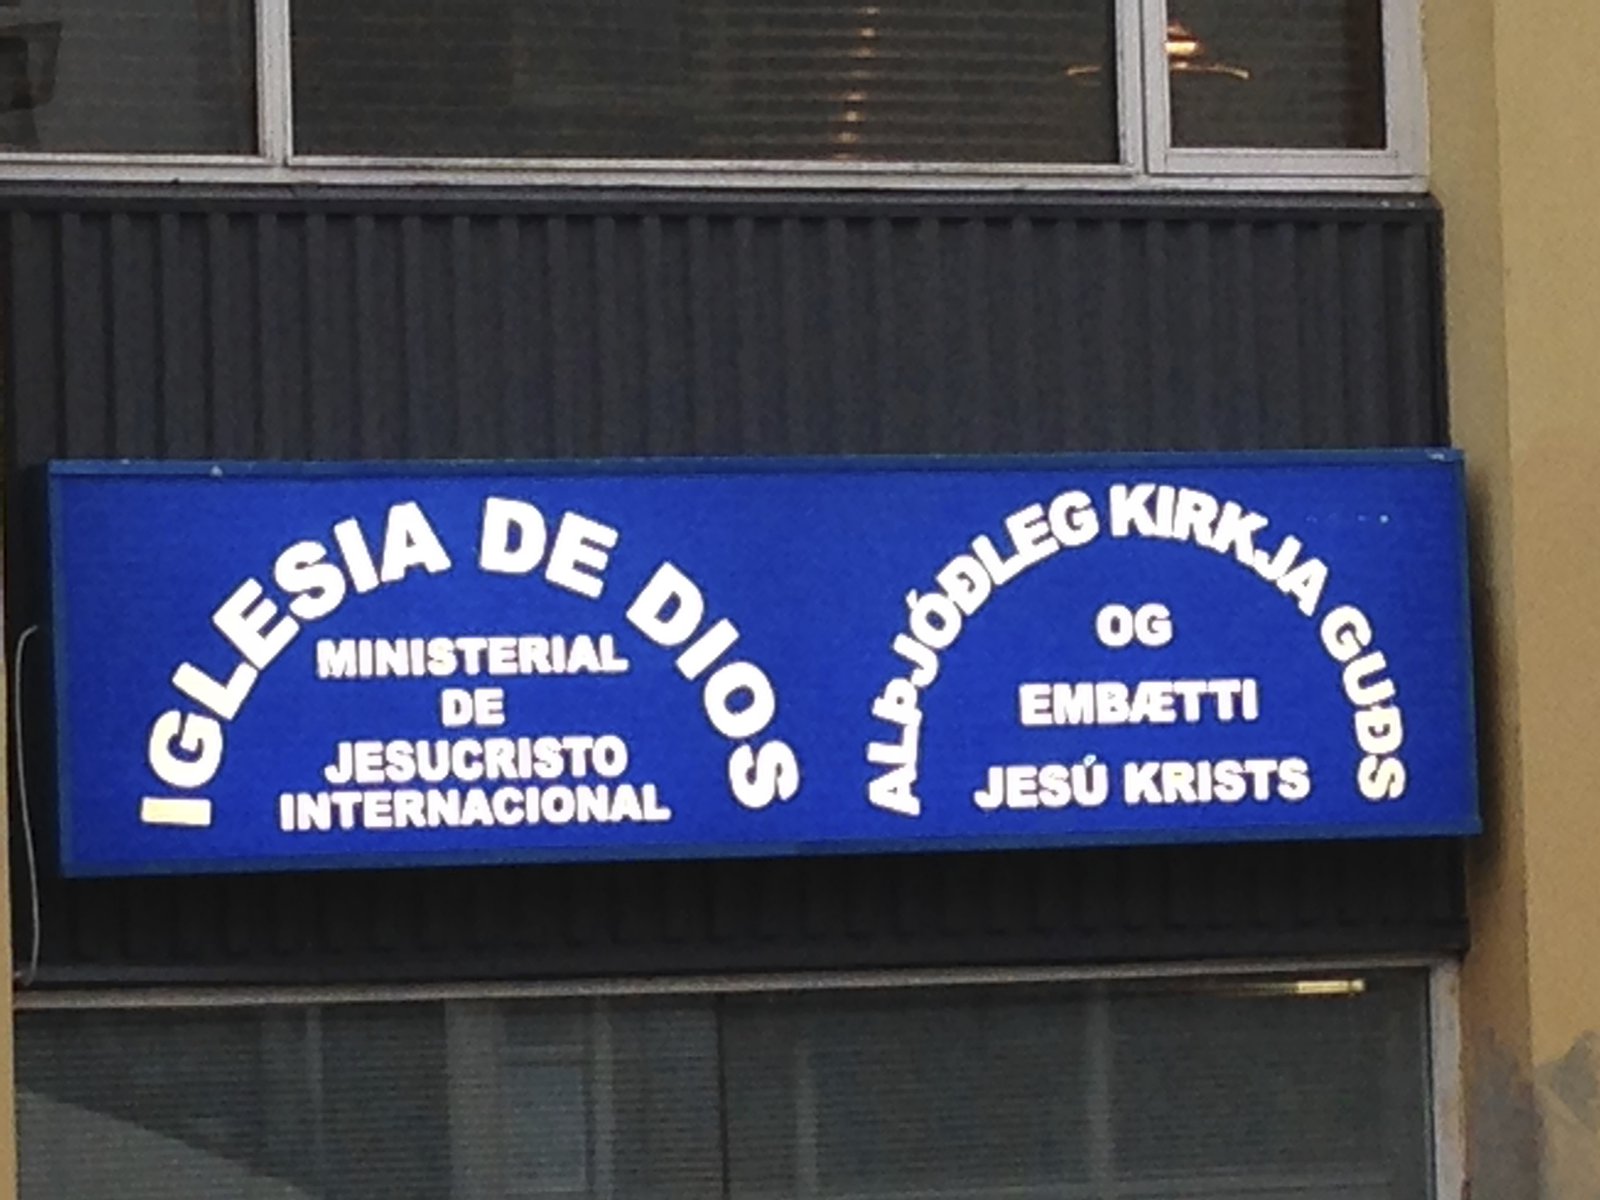 IGLESIA DE DIOS
MINISTERIAL
DE
JESUCRISTO
INTERNACIONAL
ALÞJÓÐLEG KIRKJA GUÐS
OG
EMBÆTTI
JESÚ KRISTS